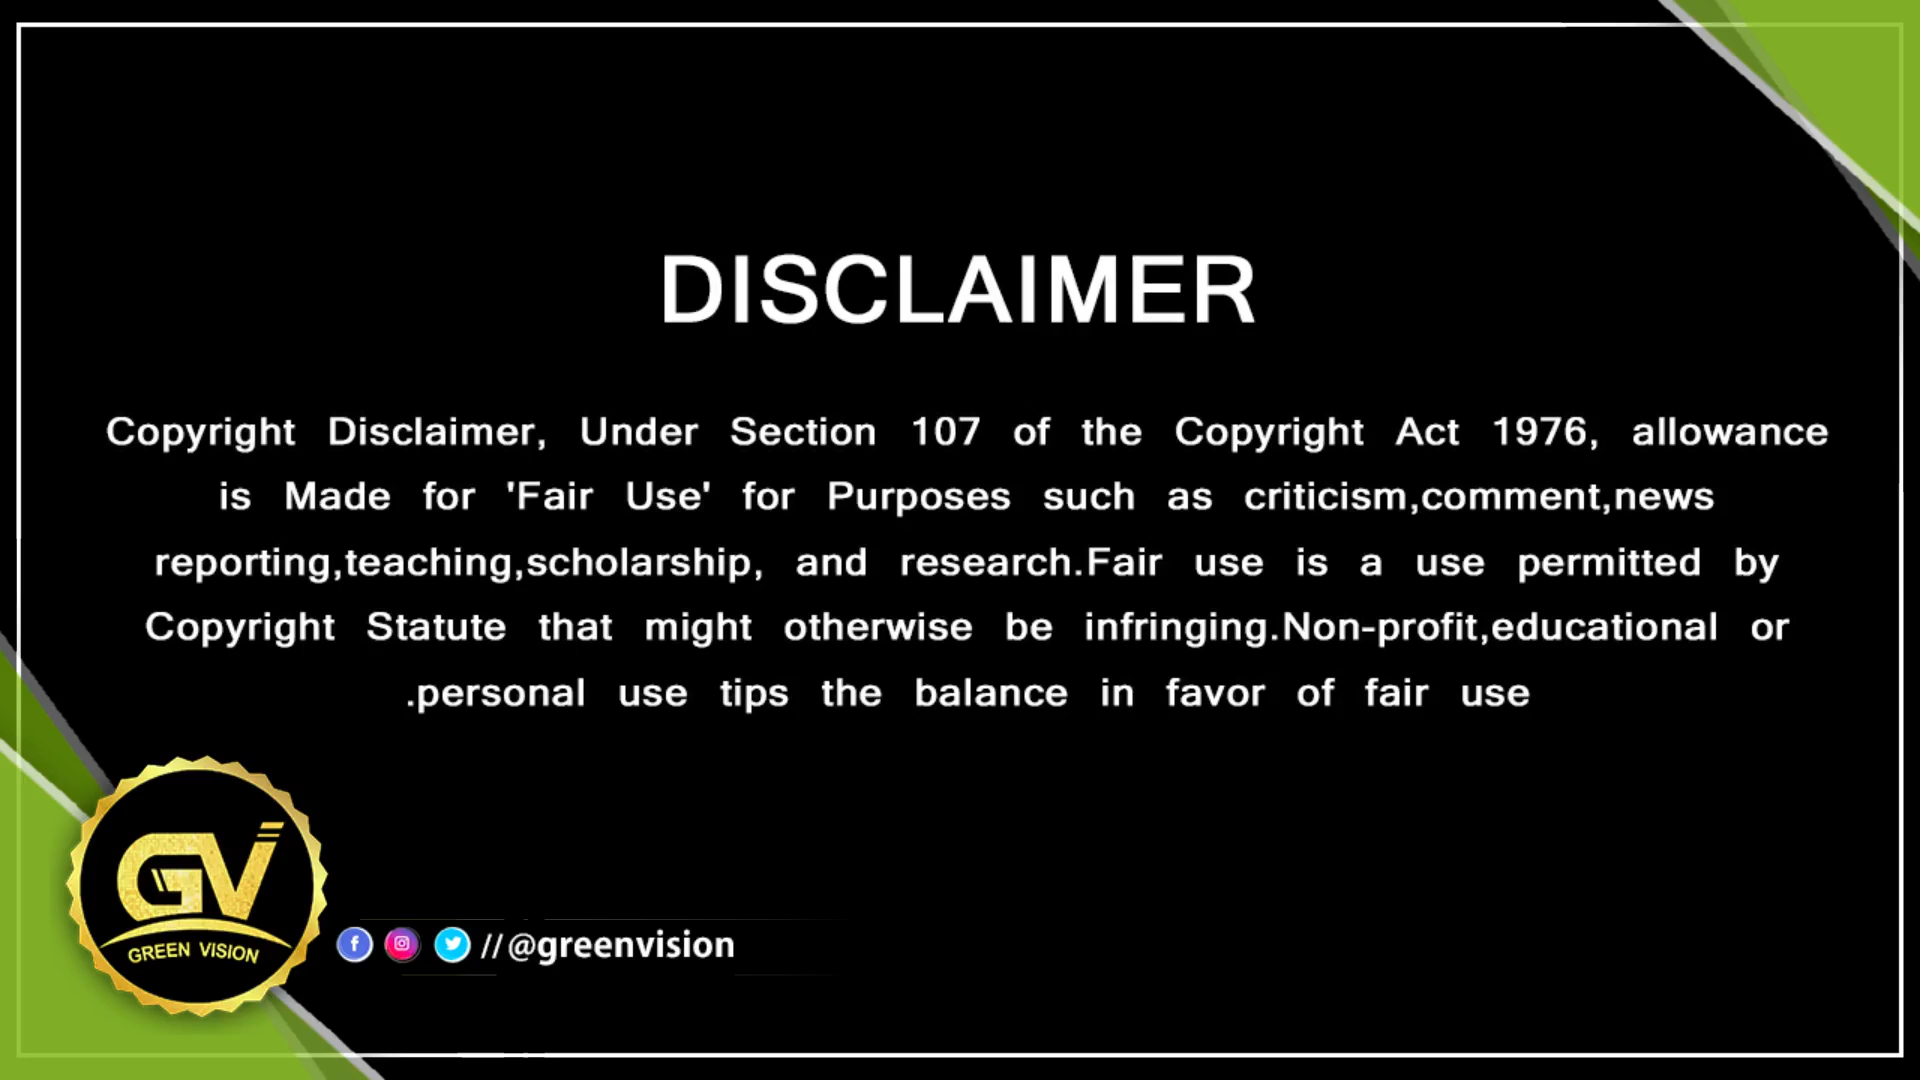 DISCLAIMER
Copyright Disclaimer, Under Section 107 of the Copyright Act 1976, allowance
is Made for 'Fair Use' for Purposes such as criticism,comment,news
reporting,teaching,scholarship, and research.Fair use is a use permitted by
Copyright Statute that might otherwise be infringing.Non-profit,educational or
.personal use tips the balance in favor of fair use
GV
GREEN VISION
//@greenvision